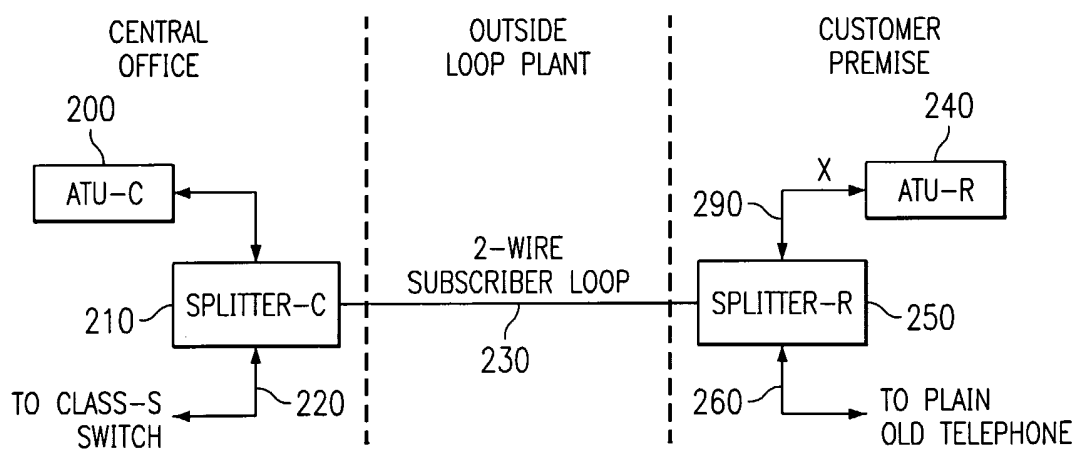 CENTRAL
OFFICE
OUTSIDE
LOOP PLANT
CUSTOMER
PREMISE
200
240
ATU-C
X
ATU-R
290
2-WIRE
SUBSCRIBER LOOP
210
SPLITTER-C
SPLITTER-R
250
230
TO CLASS-S
SWITCH
220
260
TO PLAIN
OLD TELEPHONE